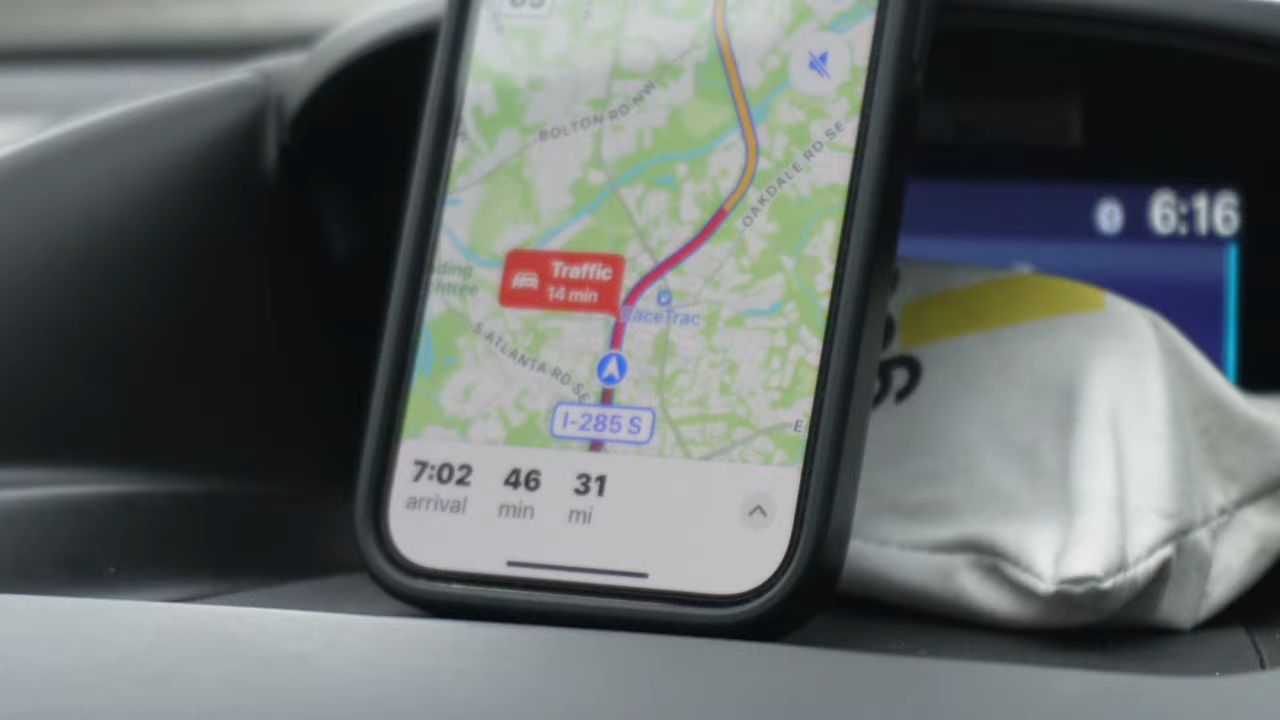 BOLTON RD NW
OAKDALE RD SE
6:16
Traffic
14 min
RaceTrac
S ATLANTA RD SE
I-285 S
E
7:02 46 31
arrival min mi